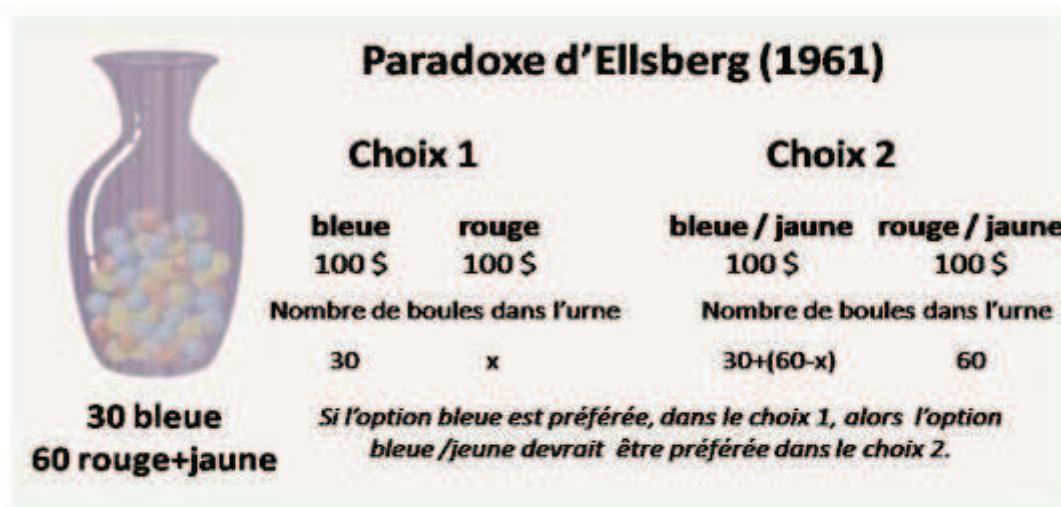 Paradoxe d'Ellsberg (1961)
Choix 1
bleue rouge
100 $ 100 $
Nombre de boules dans l'urne
30 x
Choix 2
bleue / jaune rouge / jaune
100 $ 100 $
Nombre de boules dans l'urne
30+(60-x) 60
Si l'option bleue est préférée, dans le choix 1, alors l'option
bleue /jeune devrait être préférée dans le choix 2.
30 bleue
60 rouge+jaune